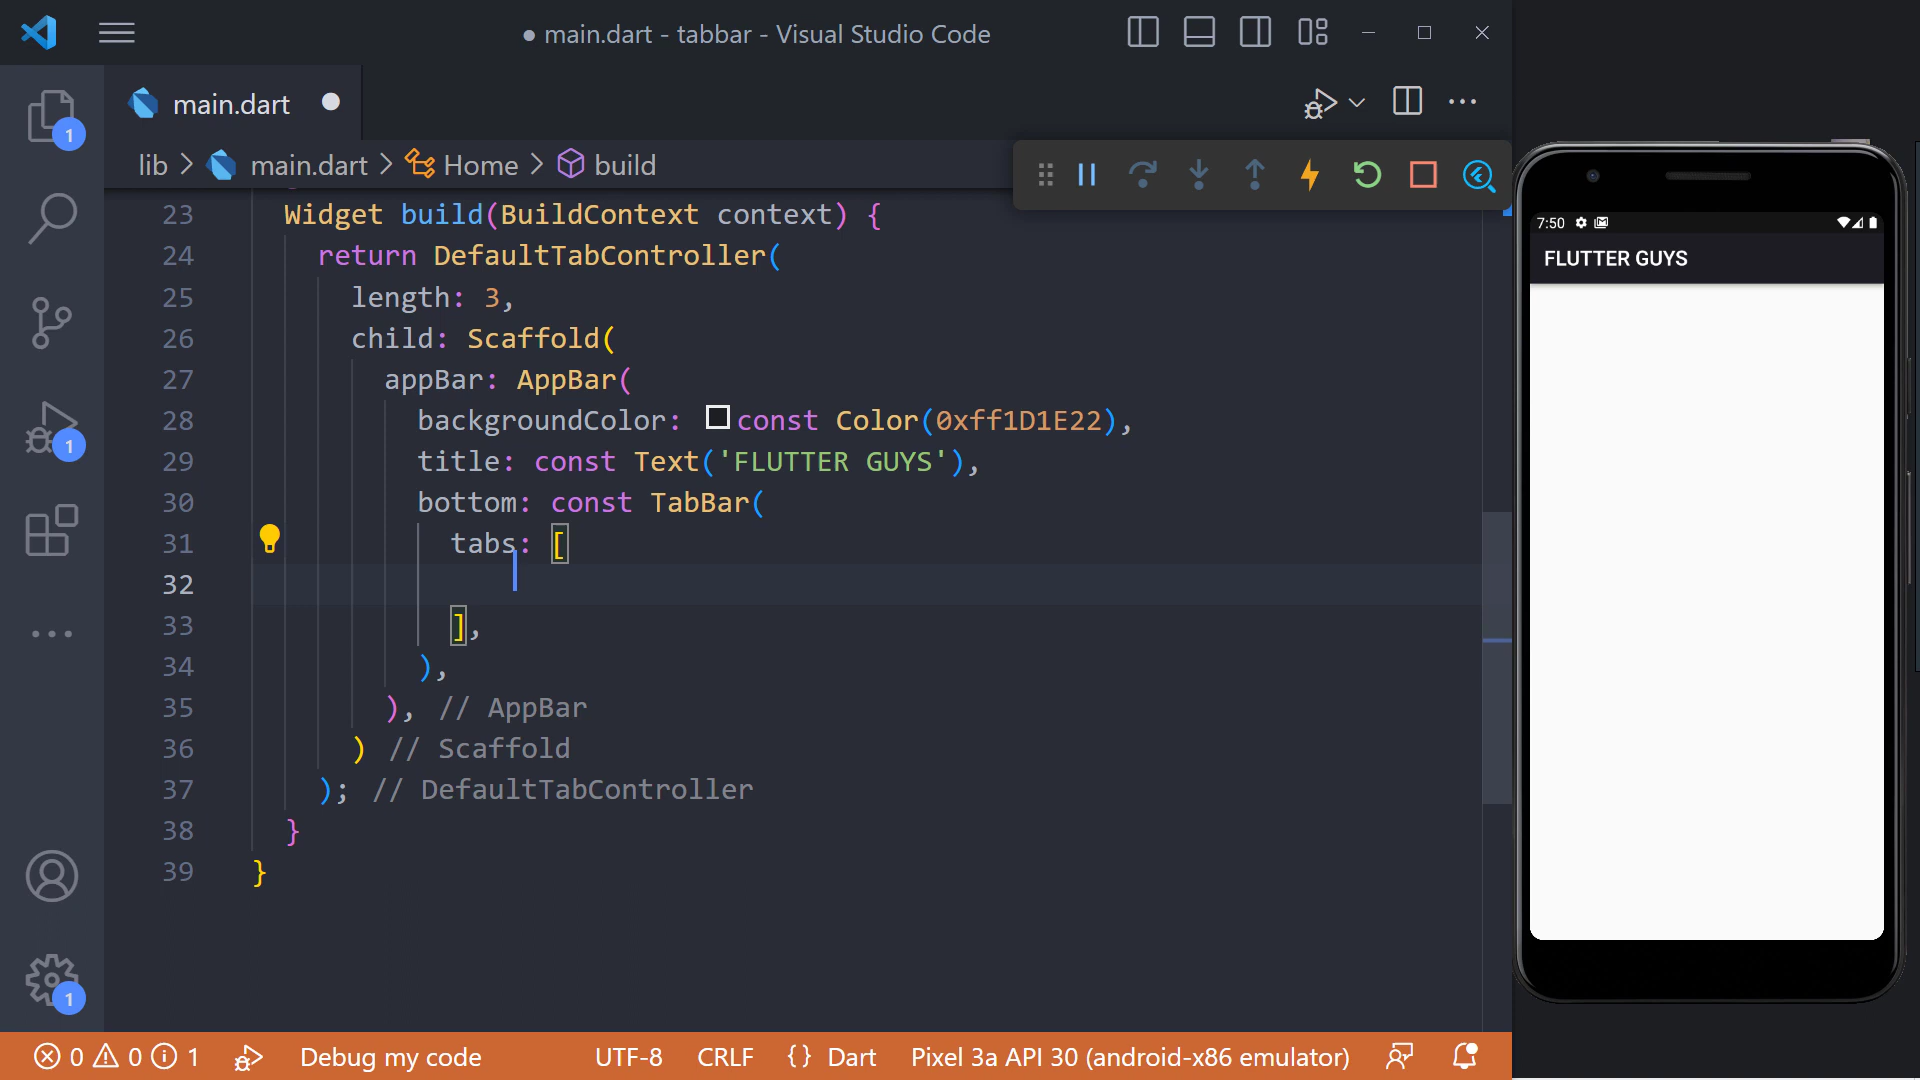 ● main.dart - tabbar - Visual Studio Code
main.dart
lib > main.dart > Home > build
23 Widget build(BuildContext context) {
24 return DefaultTabController(
25 length: 3,
26 child: Scaffold(
27 appBar: AppBar(
28 backgroundColor: const Color(0xff1D1E22),
29 title: const Text('FLUTTER GUYS'),
30 bottom: const TabBar(
31 tabs: [
32
33 ],
34 ),
35 ), // AppBar
36 ) // Scaffold
37 ); // DefaultTabController
38 }
39 }
1
1
1
0 0 1 Debug my code UTF-8 CRLF {} Dart Pixel 3a API 30 (android-x86 emulator)
7:50
FLUTTER GUYS